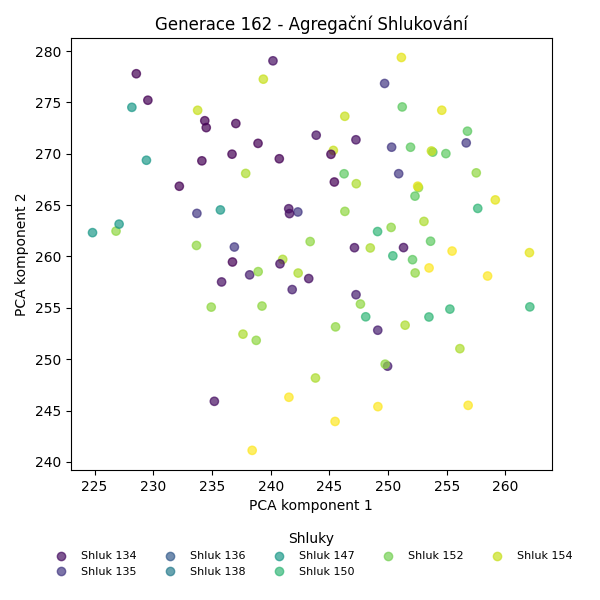 Generace 162 - Agregační Shlukování
280
275
270
265
260
255
250
245
240
PCA komponent 2
225 230 235 240 245 250 255 260
PCA komponent 1
Shluky
Shluk 134 Shluk 136 Shluk 147 Shluk 152 Shluk 154
Shluk 135 Shluk 138 Shluk 150